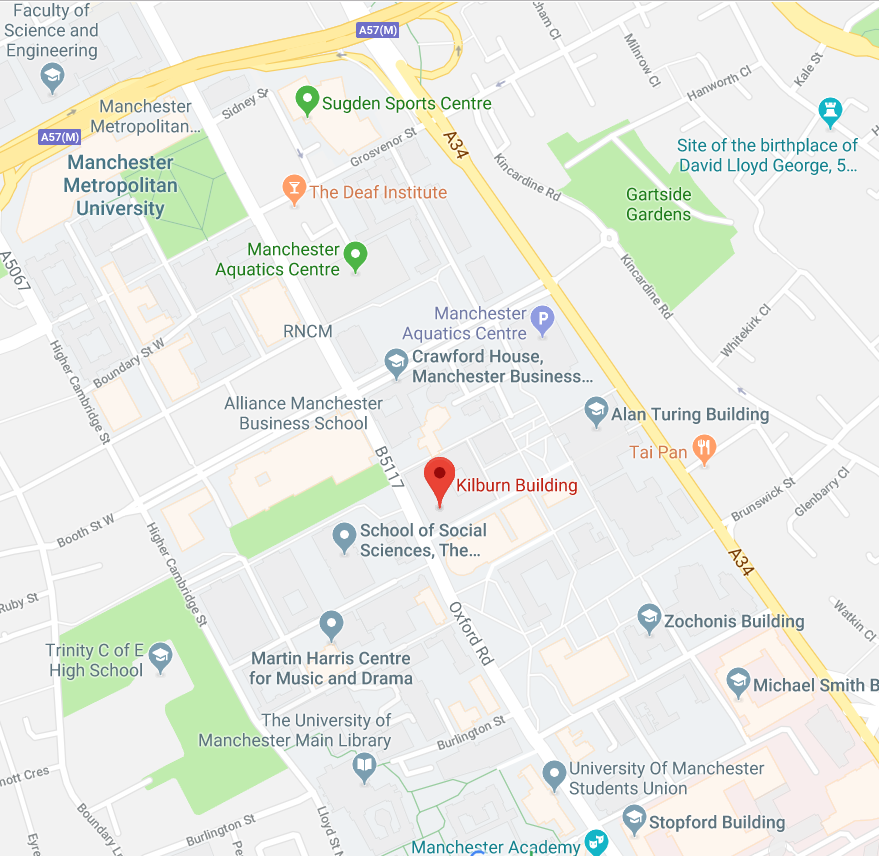 Faculty of
Science and
Engineering
A57(M)
Manchester
Metropolitan...
Sidney St
Sugden Sports Centre
A57(M)
Grosvenor St
A34
Milnrow Cl
Hanworth Cl
Kale St
Site of the birthplace of
David Lloyd George, 5...
Manchester
Metropolitan
University
The Deaf Institute
Kincardine Rd
Gartside
Gardens
Manchester
Aquatics Centre
A5067
Kincardine Rd
RNCM
Manchester
Aquatics Centre
P
Whitekirk Cl
Boundary St W
Higher Cambridge St
Crawford House,
Manchester Business...
Alliance Manchester
Business School
Alan Turing Building
Tai Pan
B5117
Kilburn Building
Brunswick St
Glenbarry Cl
Booth St W
Higher Cambridge St
School of Social
Sciences, The...
A34
Ruby St
Oxford Rd
Watkin Cl
Zochonis Building
Trinity C of E
High School
Martin Harris Centre
for Music and Drama
Michael Smith B
The University of
Manchester Main Library
Burlington St
University Of Manchester
Students Union
nott Cres
Boundary L
Burlington St
Lloyd St N
Stopford Building
Manchester Academy
Eyre